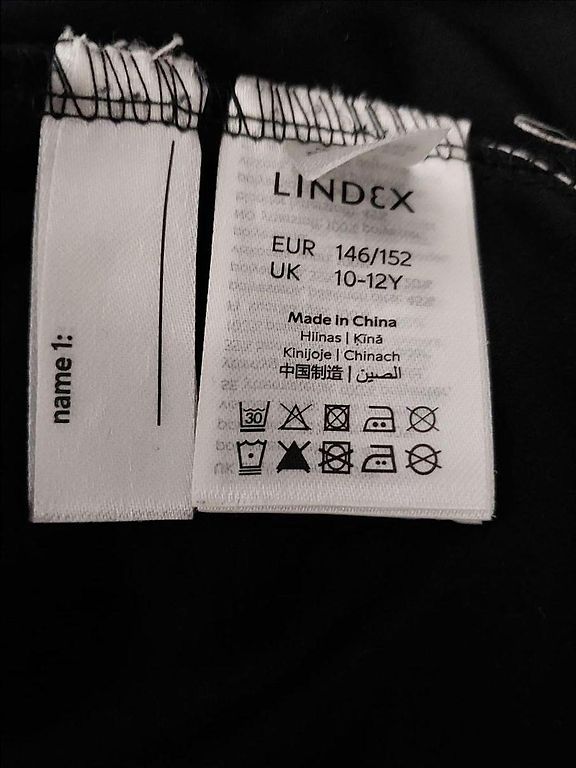 name 1:
LINDEX
EUR 146/152
UK 10-12Y
Made in China
Hiinas | Ķīnā
Kinijoje | Chinach
中国制造 | الصين
30